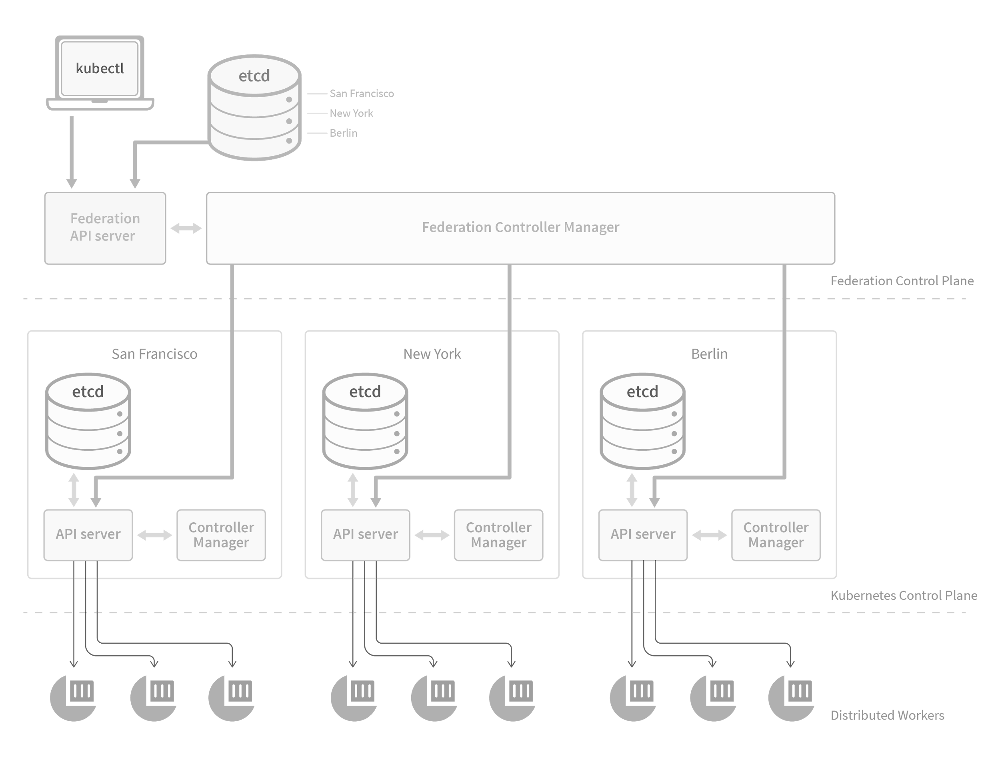 kubectl
etcd
San Francisco
New York
Berlin
Federation
API server
Federation Controller Manager
Federation Control Plane
San Francisco
New York
Berlin
etcd
etcd
etcd
API server
Controller
Manager
API server
Controller
Manager
API server
Controller
Manager
Kubernetes Control Plane
Distributed Workers